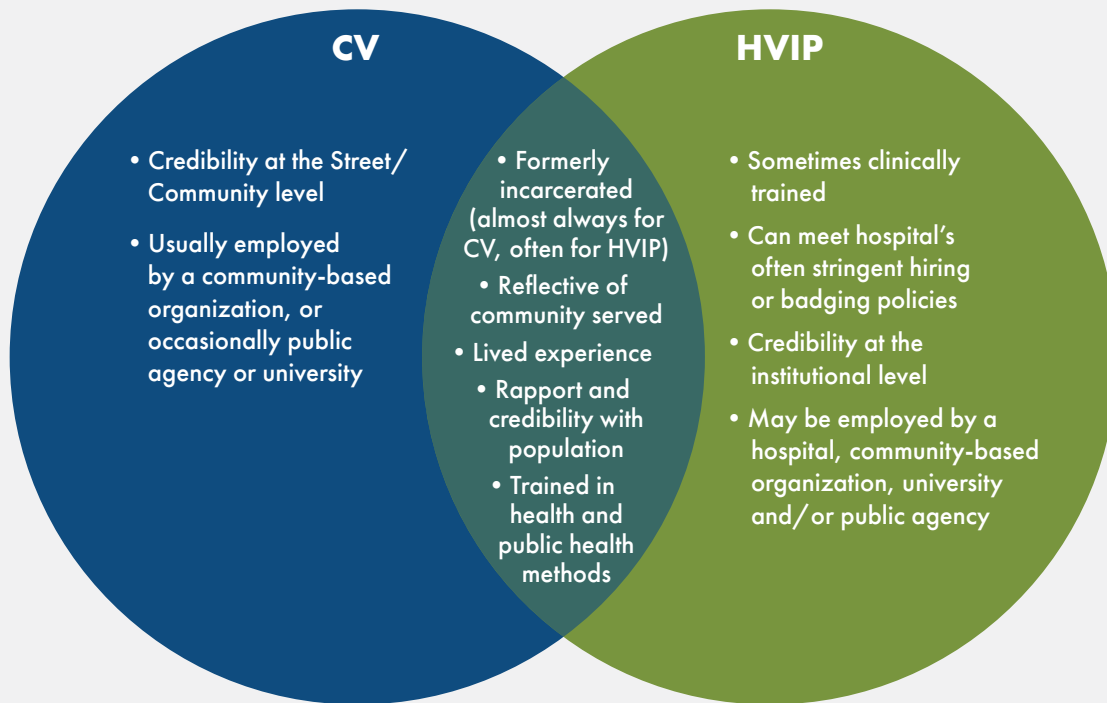 CV
• Credibility at the Street/
Community level
• Usually employed
by a community-based
organization, or
occasionally public
agency or university
• Formerly
incarcerated
(almost always for
CV, often for HVIP)
• Reflective of
community served
• Lived experience
• Rapport and
credibility with
population
• Trained in
health and
public health
methods
HVIP
• Sometimes clinically
trained
• Can meet hospital’s
often stringent hiring
or badging policies
• Credibility at the
institutional level
• May be employed by a
hospital, community-based
organization, university
and/or public agency